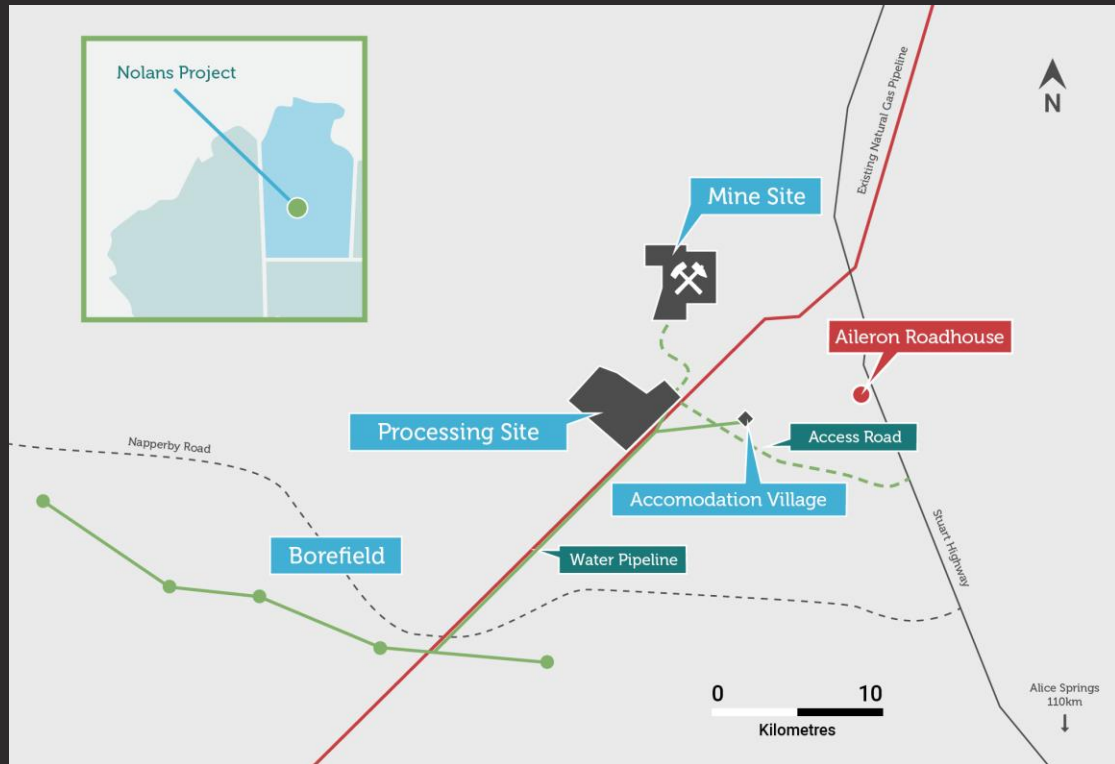 Nolans Project
Existing Natural Gas Pipeline
N
Mine Site
Aileron Roadhouse
Processing Site
Access Road
Napperby Road
Accomodation Village
Stuart Highway
Borefield
Water Pipeline
0 10
Kilometres
Alice Springs
110km